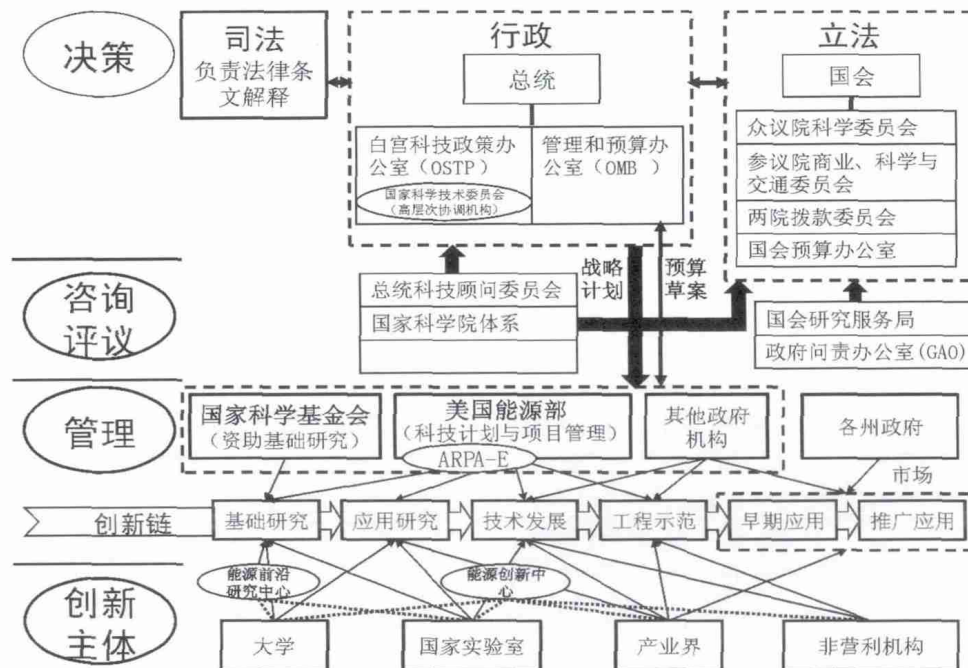 决策
司法
负责法律条
文解释
行政
总统
白宫科技政策办
公室（OSTP）
国家科学技术委员会
（高层次协调机构）
管理和预算办
公室（OMB）
立法
国会
众议院科学委员会
参议院商业、科学与
交通委员会
两院拨款委员会
国会预算办公室
咨询
评议
总统科技顾问委员会
国家科学院体系
战略
计划
预算
草案
国会研究服务局
政府问责办公室(GAO)
管理
国家科学基金会
（资助基础研究）
美国能源部
（科技计划与项目管理）
ARPA-E
其他政府
机构
各州政府
市场
创新链
基础研究
应用研究
技术发展
工程示范
早期应用
推广应用
创新
主体
能源前沿
研究中心
能源创新中
心
大学
国家实验室
产业界
非营利机构